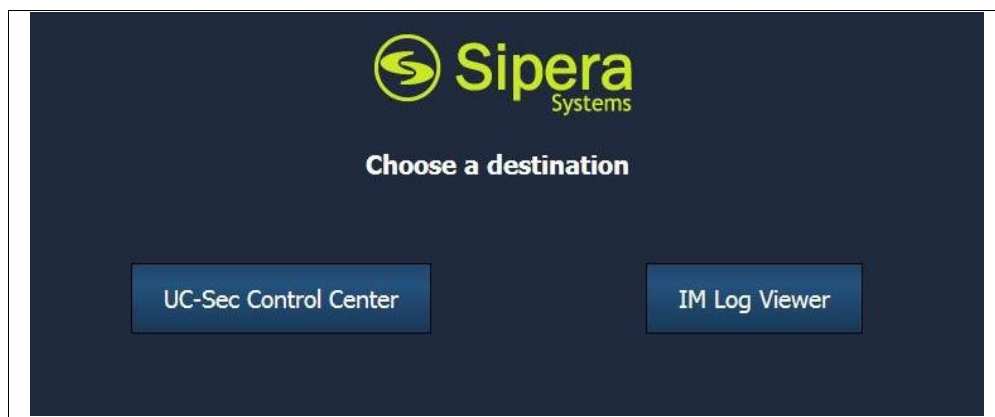 Sipera
Systems
Choose a destination
UC-Sec Control Center
IM Log Viewer